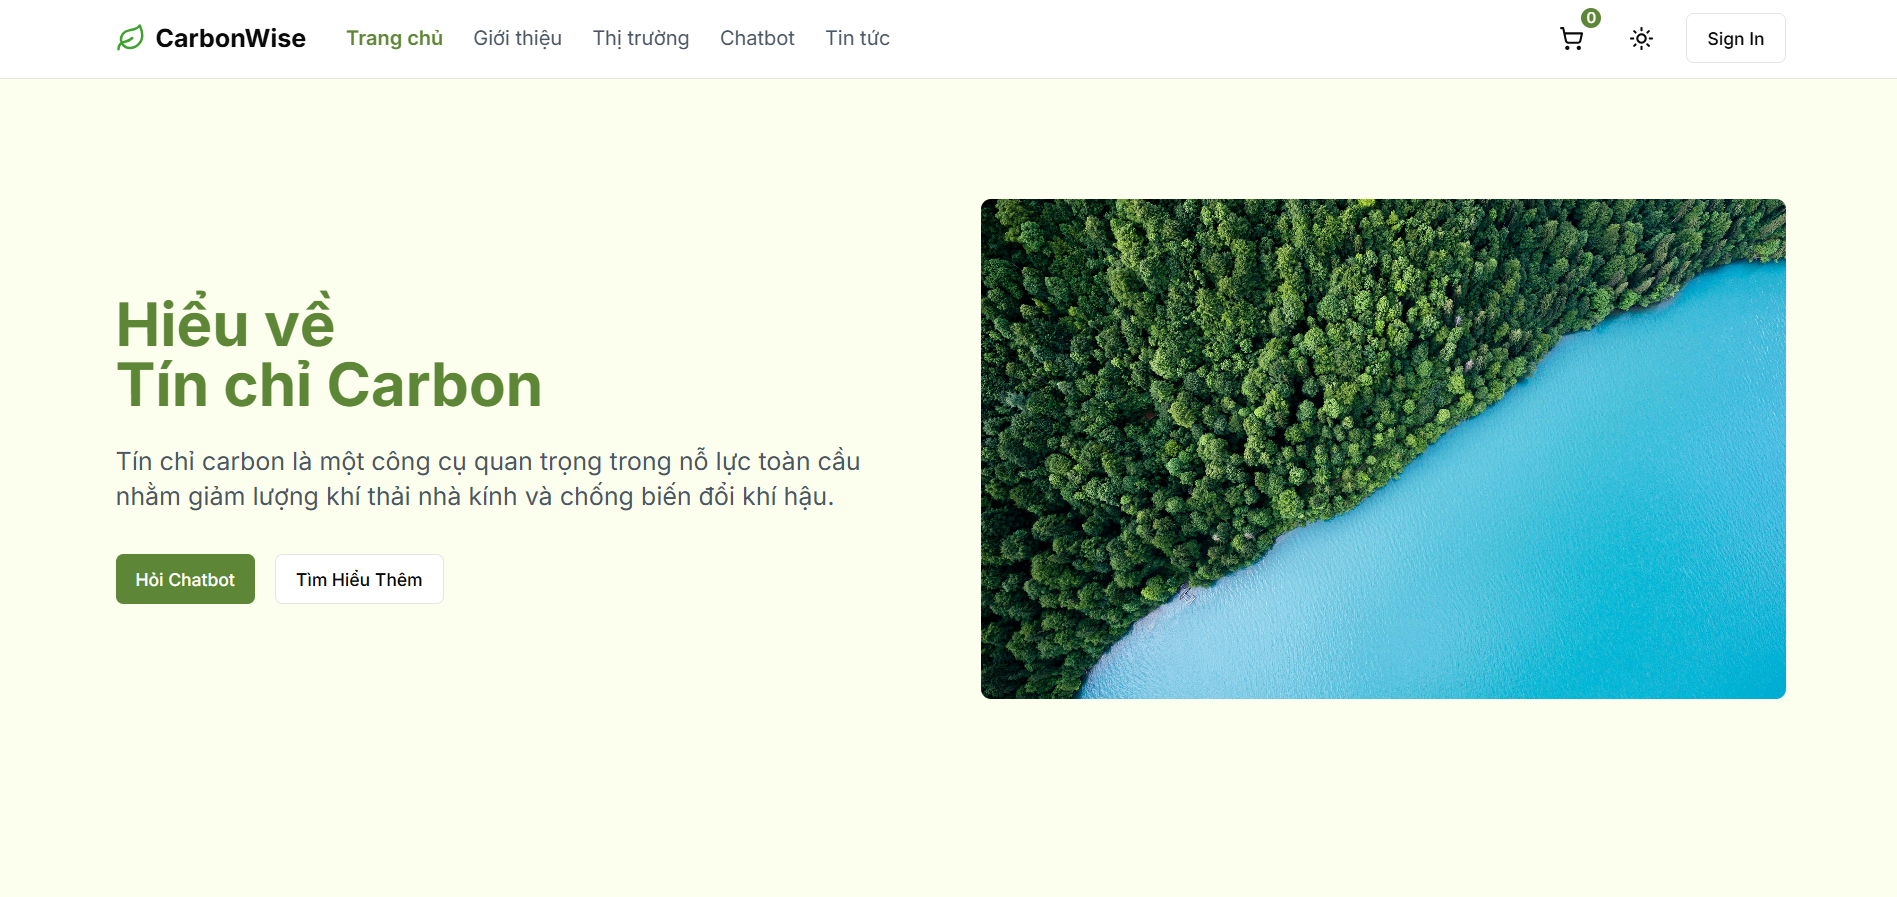 CarbonWise
Trang chủ
Giới thiệu
Thị trường
Chatbot
Tin tức
0
Sign In
Hiểu về
Tín chỉ Carbon
Tín chỉ carbon là một công cụ quan trọng trong nỗ lực toàn cầu
nhằm giảm lượng khí thải nhà kính và chống biến đổi khí hậu.
Hỏi Chatbot
Tìm Hiểu Thêm